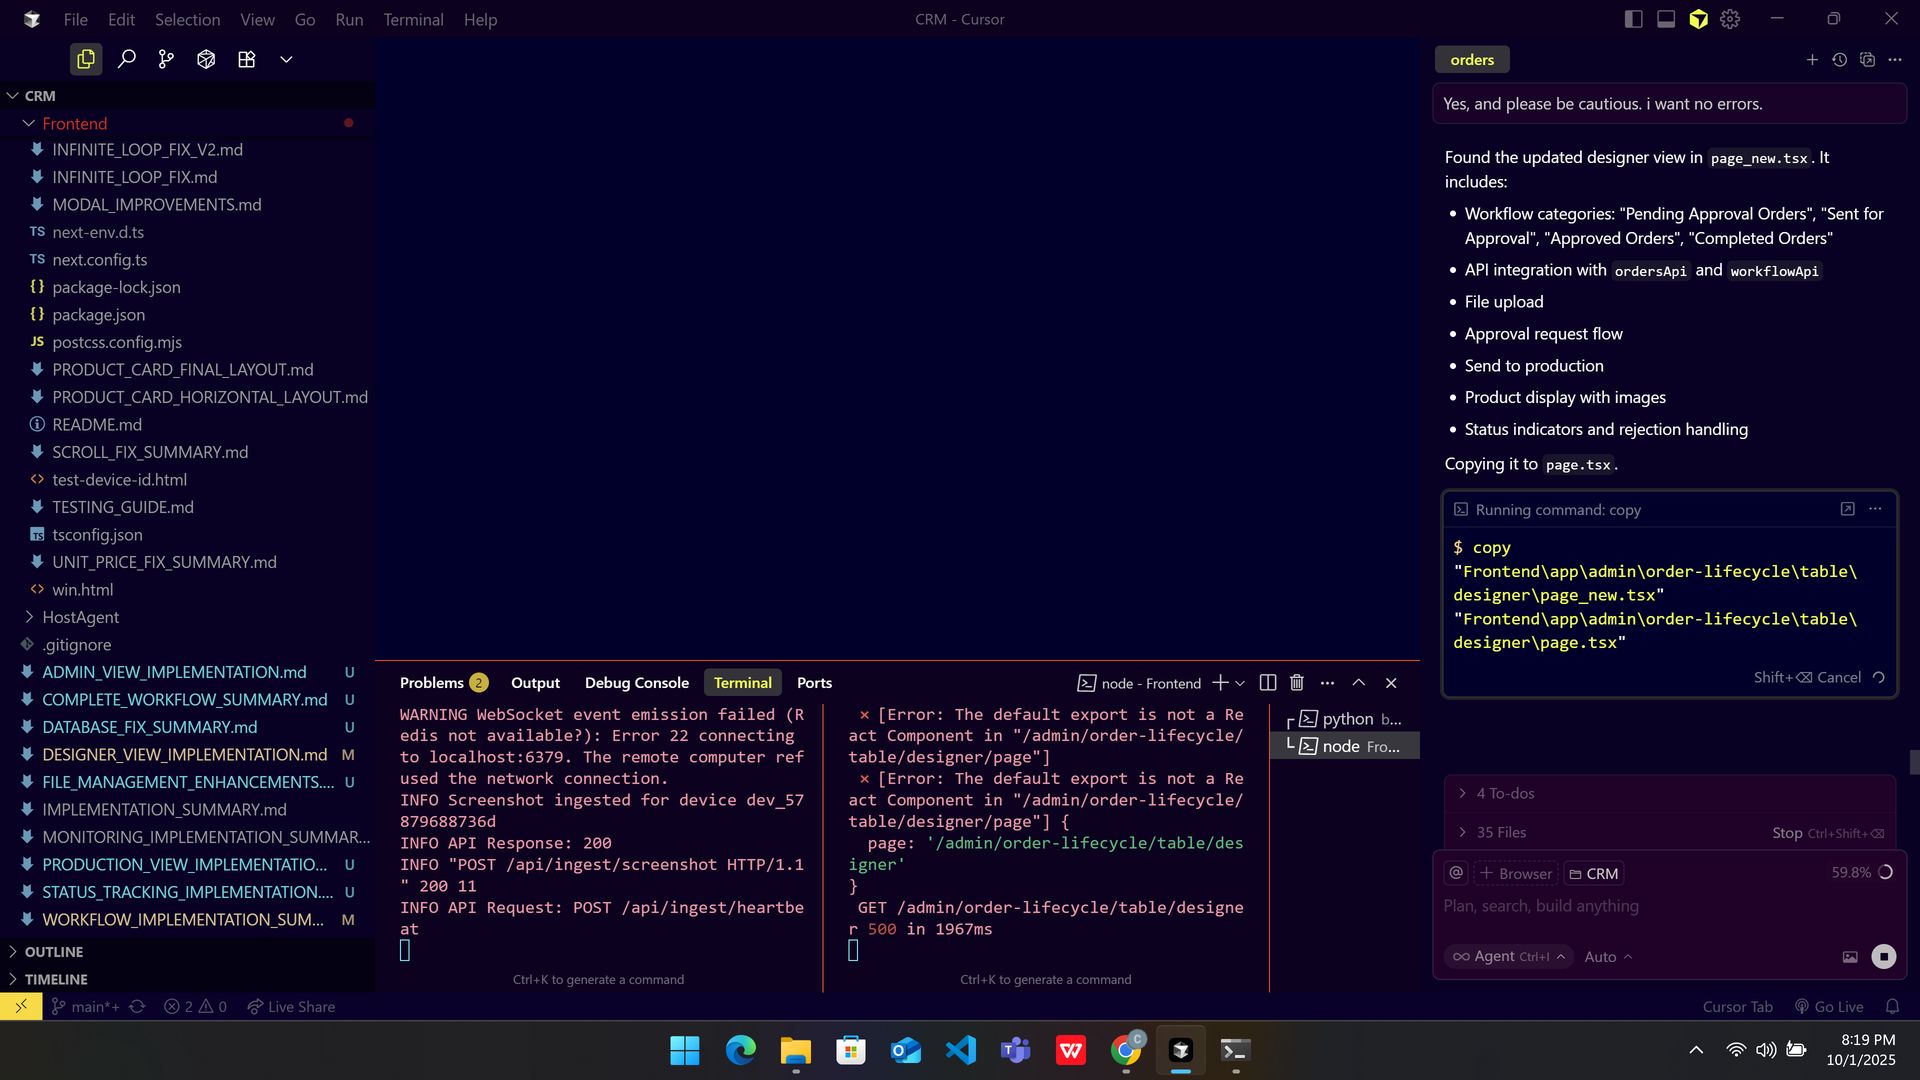 File Edit Selection View Go Run Terminal Help
CRM - Cursor
CRM
Frontend
INFINITE_LOOP_FIX_V2.md
INFINITE_LOOP_FIX.md
MODAL_IMPROVEMENTS.md
TS next-env.d.ts
TS next.config.ts
{} package-lock.json
{} package.json
JS postcss.config.mjs
PRODUCT_CARD_FINAL_LAYOUT.md
PRODUCT_CARD_HORIZONTAL_LAYOUT.md
README.md
SCROLL_FIX_SUMMARY.md
<> test-device-id.html
TESTING_GUIDE.md
TS tsconfig.json
UNIT_PRICE_FIX_SUMMARY.md
<> win.html
HostAgent
.gitignore
ADMIN_VIEW_IMPLEMENTATION.md U
COMPLETE_WORKFLOW_SUMMARY.md U
DATABASE_FIX_SUMMARY.md U
DESIGNER_VIEW_IMPLEMENTATION.md M
FILE_MANAGEMENT_ENHANCEMENTS.... U
IMPLEMENTATION_SUMMARY.md
MONITORING_IMPLEMENTATION_SUMMAR...
PRODUCTION_VIEW_IMPLEMENTATIO... U
STATUS_TRACKING_IMPLEMENTATION.... U
WORKFLOW_IMPLEMENTATION_SUM... M
OUTLINE
TIMELINE
Problems 2 Output Debug Console Terminal Ports
node - Frontend
WARNING WebSocket event emission failed (R
edis not available?): Error 22 connecting
to localhost:6379. The remote computer ref
used the network connection.
INFO Screenshot ingested for device dev_57
879688736d
INFO API Response: 200
INFO "POST /api/ingest/screenshot HTTP/1.1
" 200 11
INFO API Request: POST /api/ingest/heartbe
at
Ctrl+K to generate a command
× [Error: The default export is not a Re
act Component in "/admin/order-lifecycle/
table/designer/page"]
× [Error: The default export is not a Re
act Component in "/admin/order-lifecycle/
table/designer/page"] {
page: '/admin/order-lifecycle/table/des
igner'
}
GET /admin/order-lifecycle/table/designe
r 500 in 1967ms
Ctrl+K to generate a command
python b...
node Fro...
orders
Yes, and please be cautious. i want no errors.
Found the updated designer view in page_new.tsx. It
includes:
• Workflow categories: "Pending Approval Orders", "Sent for
Approval", "Approved Orders", "Completed Orders"
• API integration with ordersApi and workflowApi
• File upload
• Approval request flow
• Send to production
• Product display with images
• Status indicators and rejection handling
Copying it to page.tsx.
Running command: copy
$ copy
"Frontend\app\admin\order-lifecycle\table\
designer\page_new.tsx"
"Frontend\app\admin\order-lifecycle\table\
designer\page.tsx"
Shift+⌫ Cancel
4 To-dos
35 Files Stop Ctrl+Shift+⌫
@ + Browser CRM 59.8%
Plan, search, build anything
∞ Agent Ctrl+I Auto
main*+ 2 0 Live Share
Cursor Tab Go Live
C
8:19 PM
10/1/2025